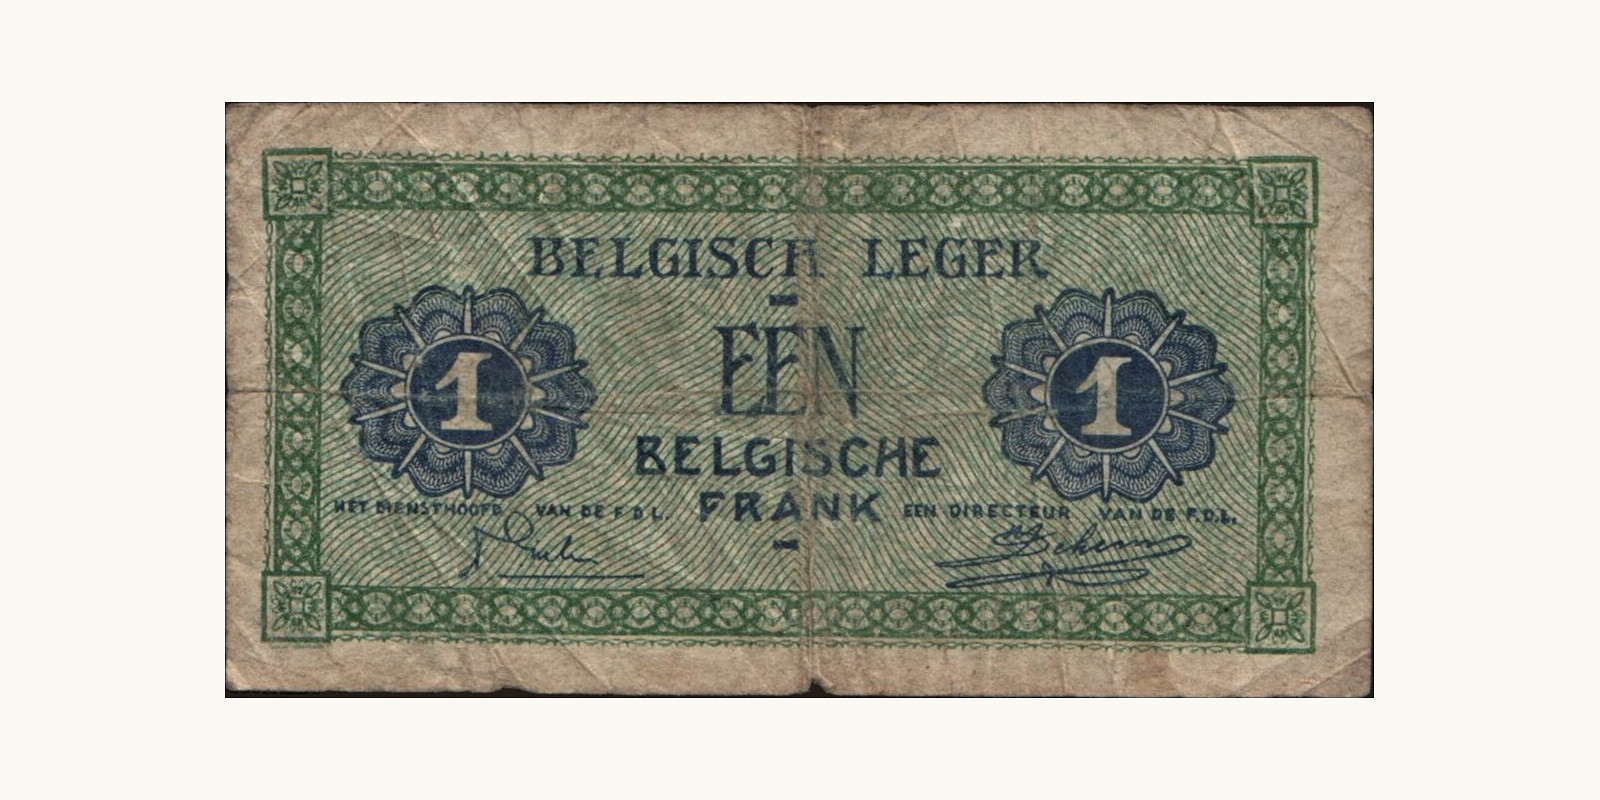 BELGISCH LEGER
EEN
1 1
BELGISCHE
FRANK
HET DIENSTHOOFD VAN DE F.D.L. EEN DIRECTEUR VAN DE F.D.L.